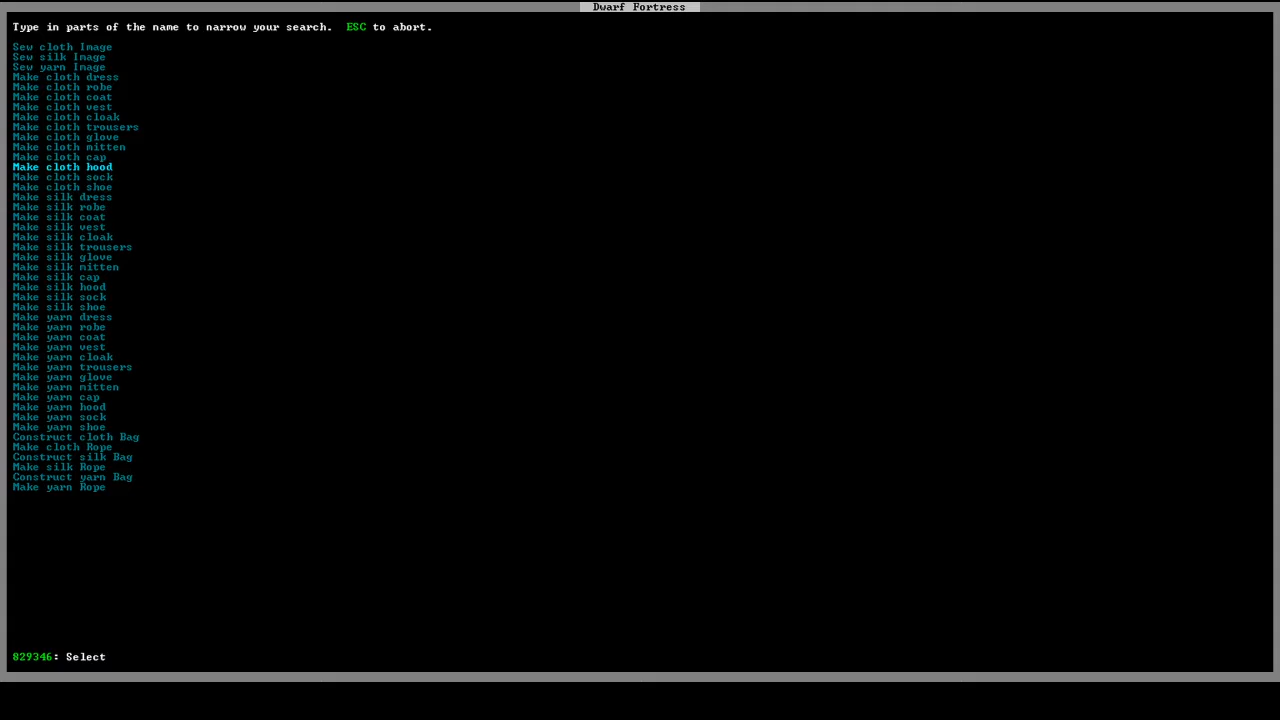 Dwarf Fortress
Type in parts of the name to narrow your search.  ESC to abort.
Sew cloth Image
Sew silk Image
Sew yarn Image
Make cloth dress
Make cloth robe
Make cloth coat
Make cloth vest
Make cloth cloak
Make cloth trousers
Make cloth glove
Make cloth mitten
Make cloth cap
Make cloth hood
Make cloth sock
Make cloth shoe
Make silk dress
Make silk robe
Make silk coat
Make silk vest
Make silk cloak
Make silk trousers
Make silk glove
Make silk mitten
Make silk cap
Make silk hood
Make silk sock
Make silk shoe
Make yarn dress
Make yarn robe
Make yarn coat
Make yarn vest
Make yarn cloak
Make yarn trousers
Make yarn glove
Make yarn mitten
Make yarn cap
Make yarn hood
Make yarn sock
Make yarn shoe
Construct cloth Bag
Make cloth Rope
Construct silk Bag
Make silk Rope
Construct yarn Bag
Make yarn Rope
829346: Select